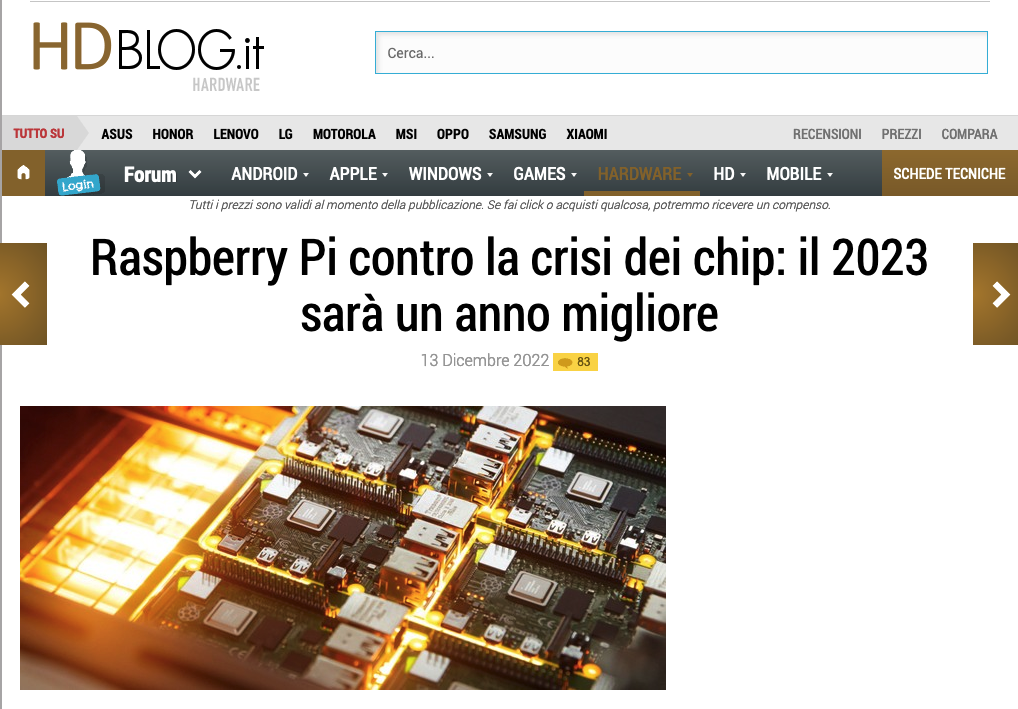 HDBLOG.it
HARDWARE
Cerca...
TUTTO SU ASUS HONOR LENOVO LG MOTOROLA MSI OPPO SAMSUNG XIAOMI RECENSIONI PREZZI COMPARA
Login Forum ANDROID APPLE WINDOWS GAMES HARDWARE HD MOBILE SCHEDE TECNICHE
Tutti i prezzi sono validi al momento della pubblicazione. Se fai click o acquisti qualcosa, potremmo ricevere un compenso.
Raspberry Pi contro la crisi dei chip: il 2023
sarà un anno migliore
13 Dicembre 2022 83